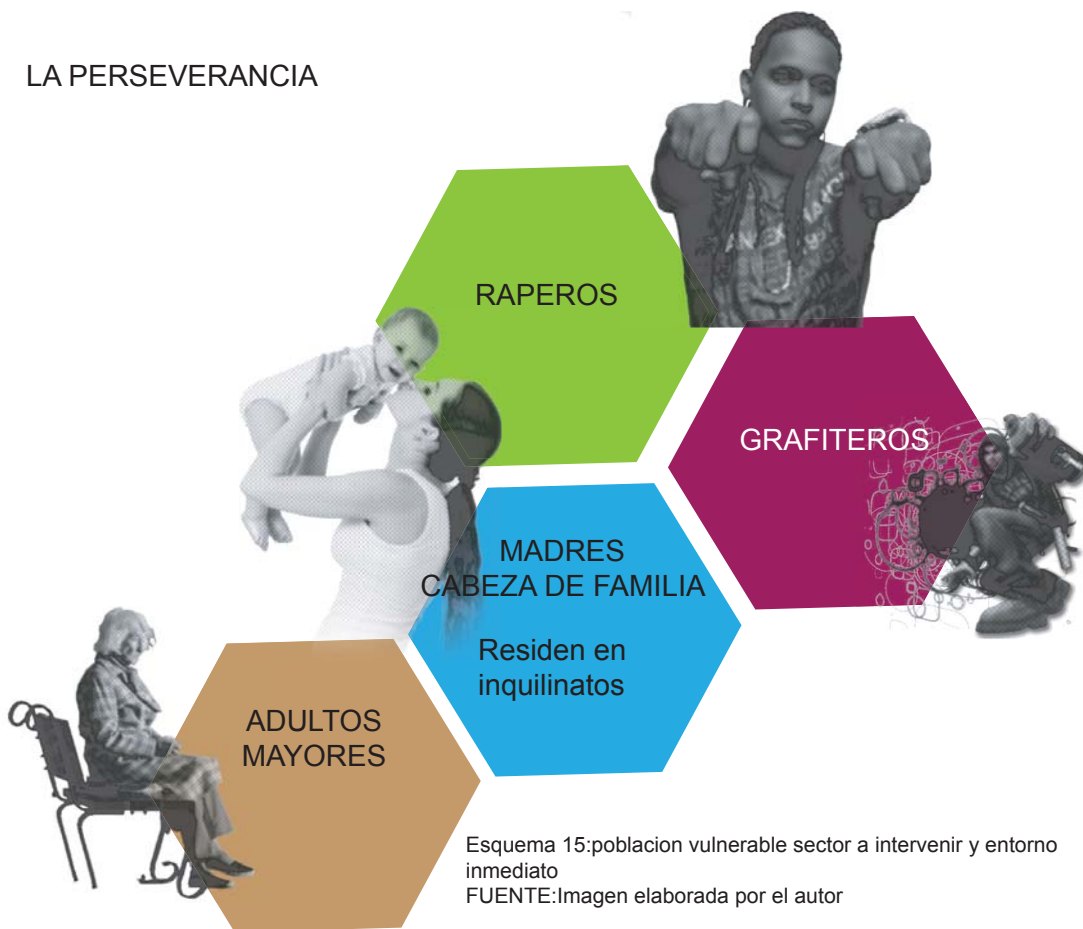 LA PERSEVERANCIA
RAPEROS
GRAFITEROS
MADRES
CABEZA DE FAMILIA
Residen en
inquilinatos
ADULTOS
MAYORES
Esquema 15:poblacion vulnerable sector a intervenir y entorno
inmediato
FUENTE:Imagen elaborada por el autor